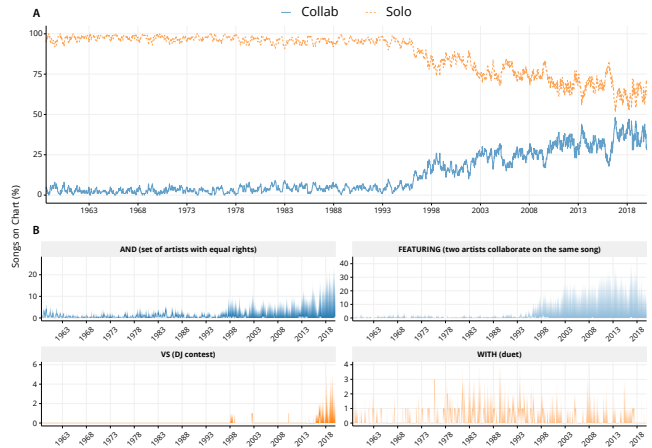 A
Collab Solo
100
75
50
25
0
1963 1968 1973 1978 1983 1988 1993 1998 2003 2008 2013 2018
Songs on Chart (%)
B
AND (set of artists with equal rights)
20
10
0
1963 1968 1973 1978 1983 1988 1993 1998 2003 2008 2013 2018
FEATURING (two artists collaborate on the same song)
40
30
20
10
0
1963 1968 1973 1978 1983 1988 1993 1998 2003 2008 2013 2018
VS (DJ contest)
6
4
2
0
1963 1968 1973 1978 1983 1988 1993 1998 2003 2008 2013 2018
WITH (duet)
4
3
2
1
0
1963 1968 1973 1978 1983 1988 1993 1998 2003 2008 2013 2018